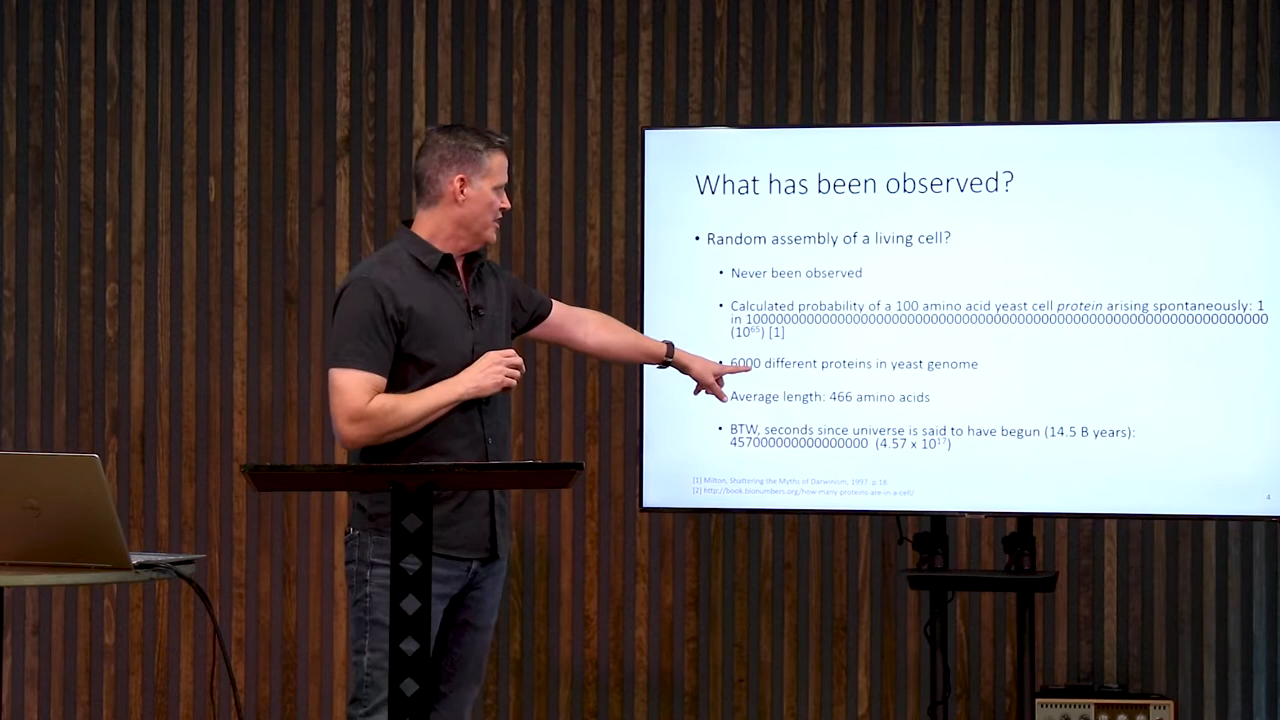 What has been observed?
• Random assembly of a living cell?
• Never been observed
• Calculated probability of a 100 amino acid yeast cell protein arising spontaneously: 1
in 100000000000000000000000000000000000000000000000000000000000000000
(10⁶⁵) [1]
• 6000 different proteins in yeast genome
Average length: 466 amino acids
• BTW, seconds since universe is said to have begun (14.5 B years):
457000000000000000 (4.57 x 10¹⁷)
[1] Milton, Shattering the Myths of Darwinism, 1997. p.18.
[2] http://book.bionumbers.org/how-many-proteins-are-in-a-cell/
4